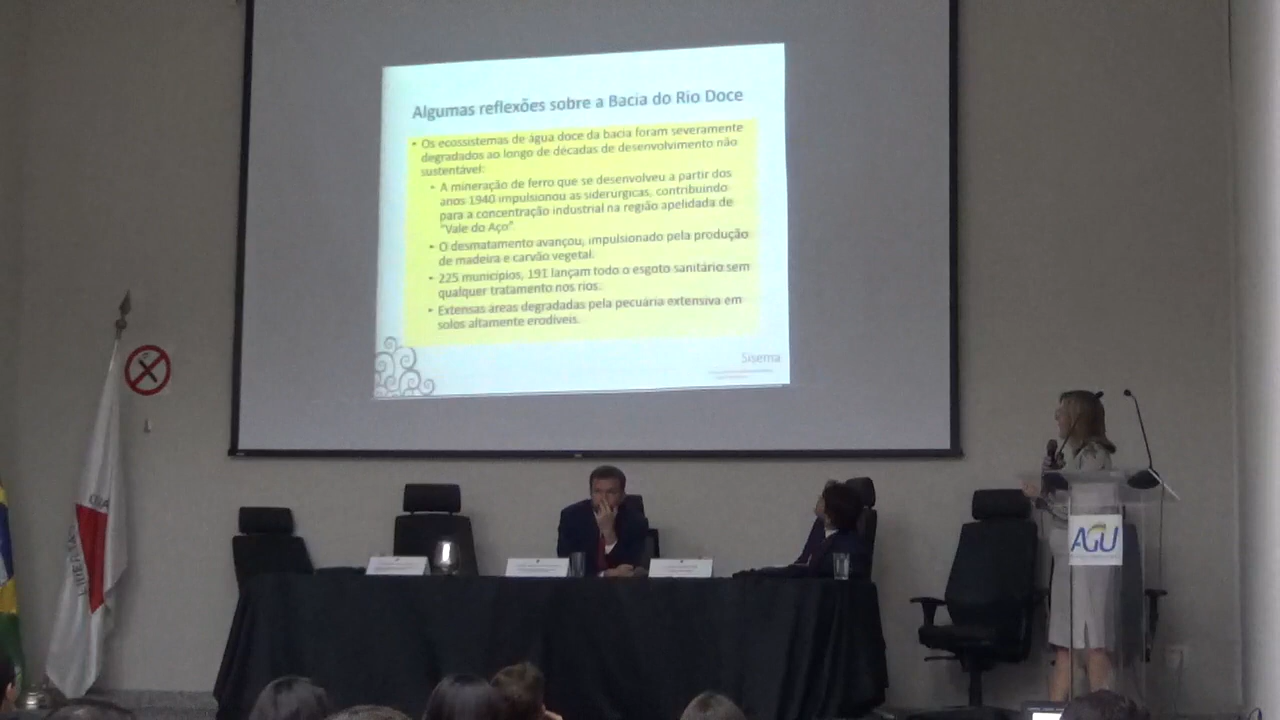 Algumas reflexões sobre a Bacia do Rio Doce
• Os ecossistemas de água doce da bacia foram severamente
degradados ao longo de décadas de desenvolvimento não
sustentável:
• A mineração de ferro que se desenvolveu a partir dos
anos 1940 impulsionou as siderurgicas, contribuindo
para a concentração industrial na região apelidada de
"Vale do Aço".
• O desmatamento avançou, impulsionado pela produção
de madeira e carvão vegetal.
• 225 municípios, 191 lançam todo o esgoto sanitário sem
qualquer tratamento nos rios.
• Extensas áreas degradadas pela pecuária extensiva em
solos altamente erodíveis.
Sisema
AGU